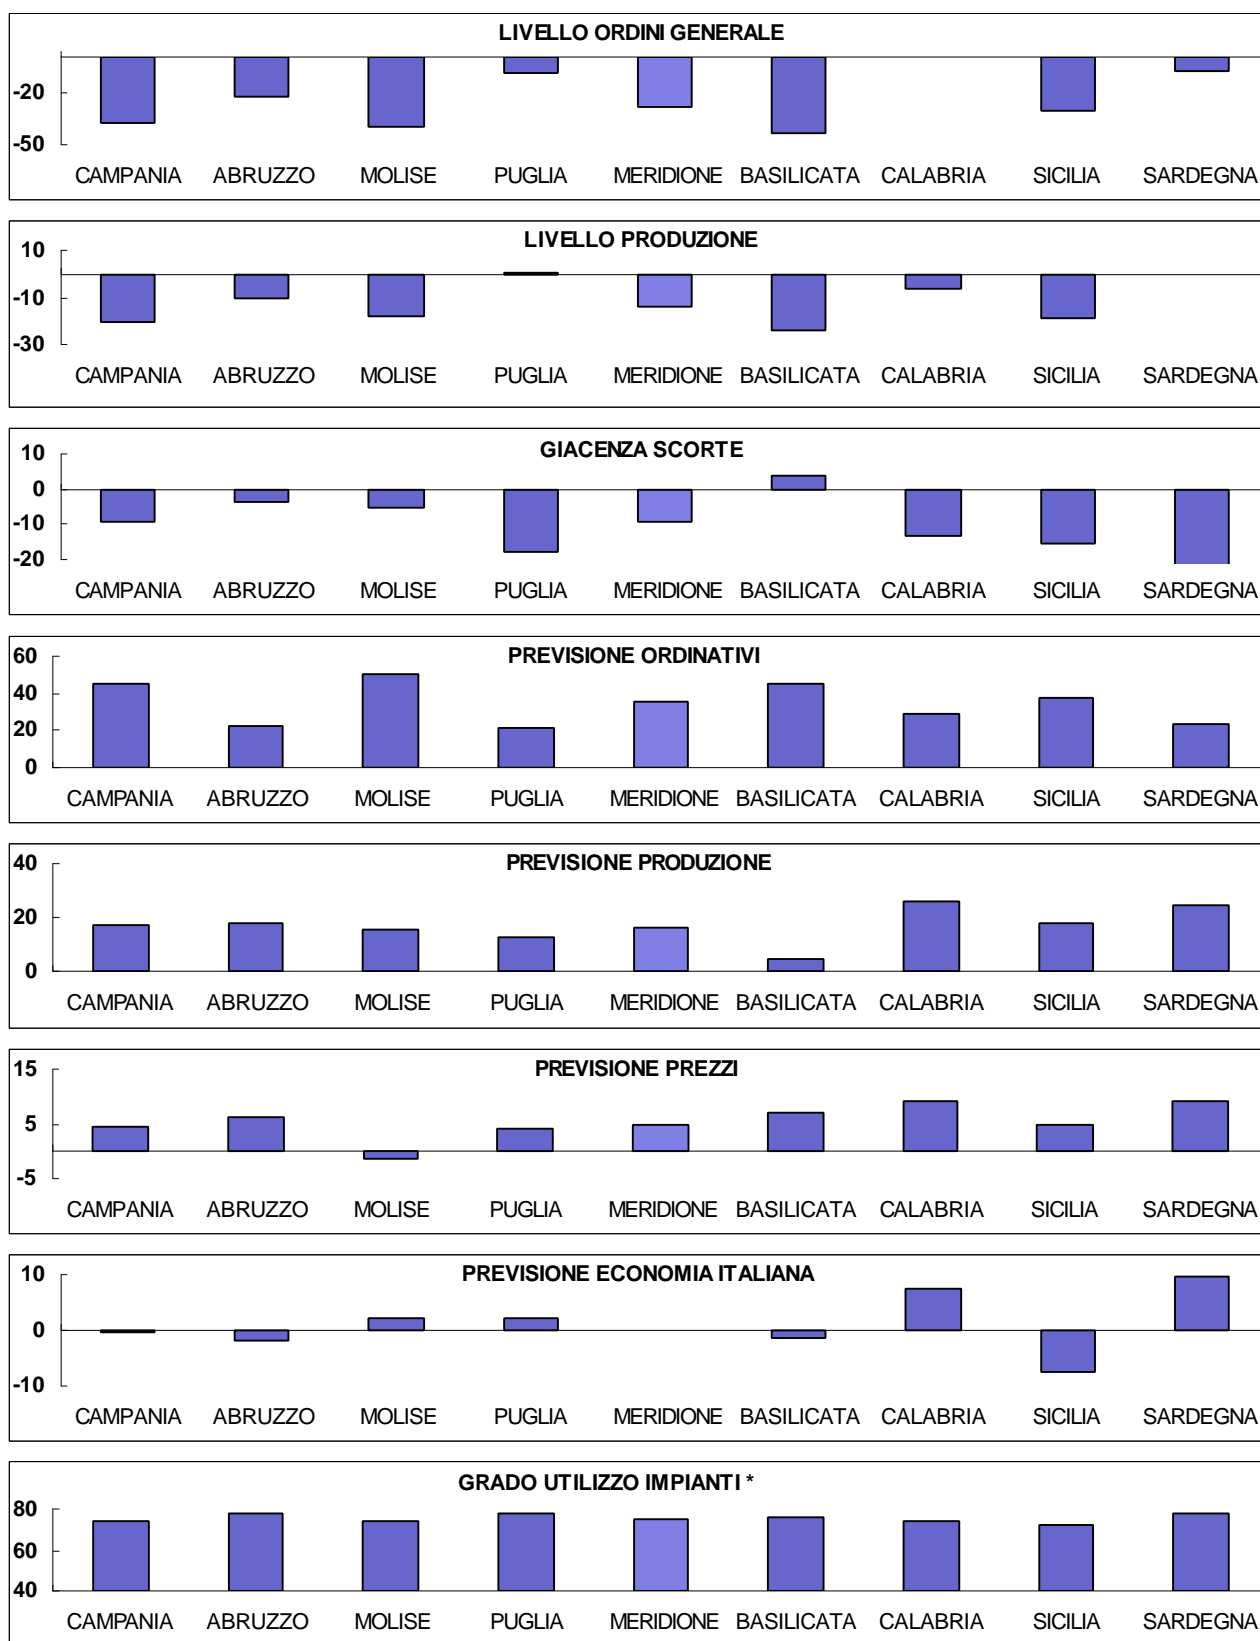 LIVELLO ORDINI GENERALE
-20
-50
CAMPANIA ABRUZZO MOLISE PUGLIA MERIDIONE BASILICATA CALABRIA SICILIA SARDEGNA
LIVELLO PRODUZIONE
10
-10
-30
CAMPANIA ABRUZZO MOLISE PUGLIA MERIDIONE BASILICATA CALABRIA SICILIA SARDEGNA
GIACENZA SCORTE
10
0
-10
-20
CAMPANIA ABRUZZO MOLISE PUGLIA MERIDIONE BASILICATA CALABRIA SICILIA SARDEGNA
PREVISIONE ORDINATIVI
60
40
20
0
CAMPANIA ABRUZZO MOLISE PUGLIA MERIDIONE BASILICATA CALABRIA SICILIA SARDEGNA
PREVISIONE PRODUZIONE
40
20
0
CAMPANIA ABRUZZO MOLISE PUGLIA MERIDIONE BASILICATA CALABRIA SICILIA SARDEGNA
PREVISIONE PREZZI
15
5
-5
CAMPANIA ABRUZZO MOLISE PUGLIA MERIDIONE BASILICATA CALABRIA SICILIA SARDEGNA
PREVISIONE ECONOMIA ITALIANA
10
0
-10
CAMPANIA ABRUZZO MOLISE PUGLIA MERIDIONE BASILICATA CALABRIA SICILIA SARDEGNA
GRADO UTILIZZO IMPIANTI *
80
60
40
CAMPANIA ABRUZZO MOLISE PUGLIA MERIDIONE BASILICATA CALABRIA SICILIA SARDEGNA